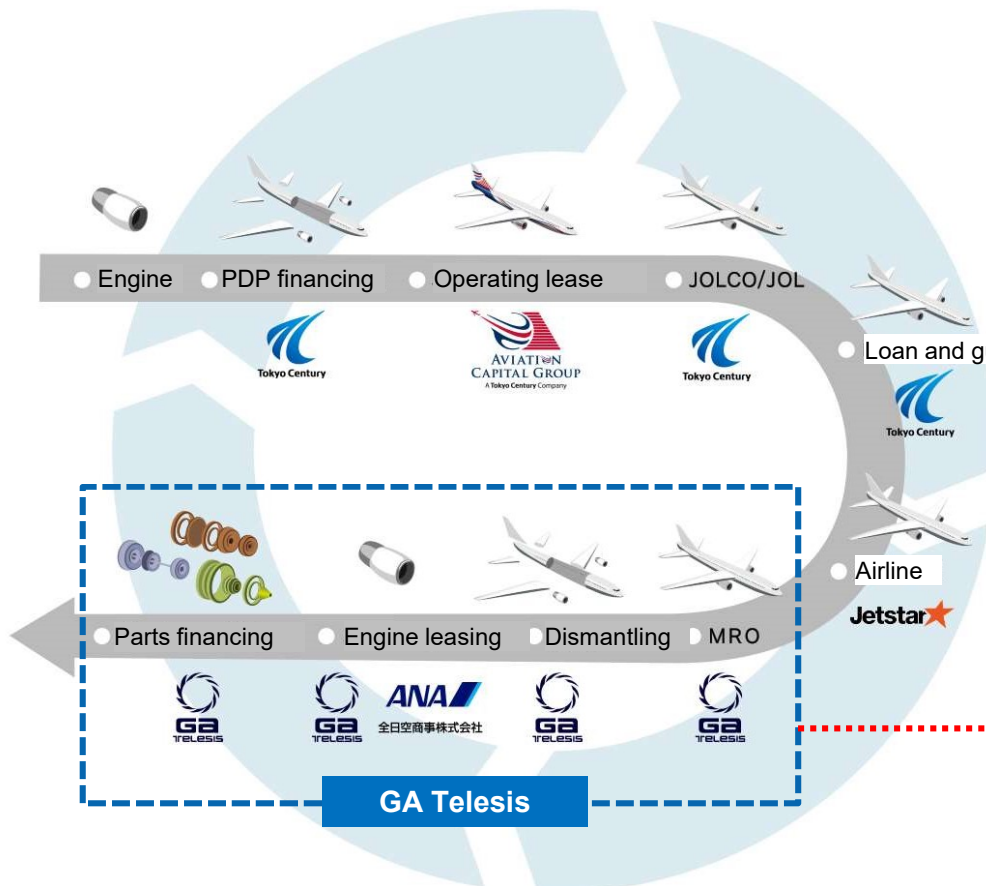 Engine
PDP financing
Operating lease
JOLCO/JOL
Tokyo Century
AVIATION
CAPITAL GROUP
A Tokyo Century Company
Tokyo Century
Loan and g
Tokyo Century
Airline
Jetstar
Parts financing
Engine leasing
Dismantling
MRO
GA
TELESIS
GA
TELESIS
ANA
全日空商事株式会社
GA
TELESIS
GA
TELESIS
GA Telesis